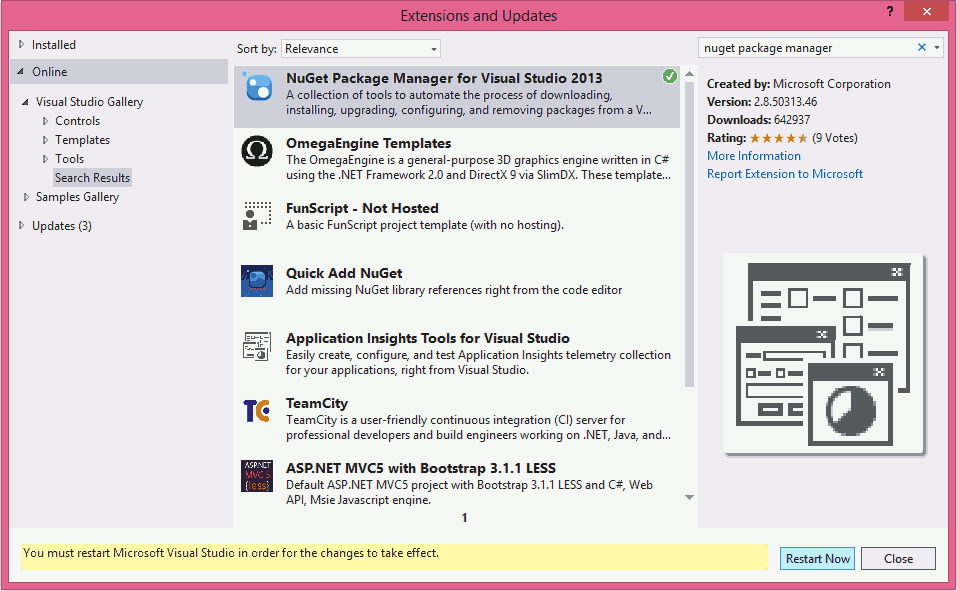 Extensions and Updates
?
Installed
Online
Visual Studio Gallery
Controls
Templates
Tools
Search Results
Samples Gallery
Updates (3)
Sort by: Relevance
NuGet Package Manager for Visual Studio 2013
A collection of tools to automate the process of downloading,
installing, upgrading, configuring, and removing packages from a V...
OmegaEngine Templates
The OmegaEngine is a general-purpose 3D graphics engine written in C#
using the .NET Framework 2.0 and DirectX 9 via SlimDX. These template...
FunScript - Not Hosted
A basic FunScript project template (with no hosting).
Quick Add NuGet
Add missing NuGet library references right from the code editor
Application Insights Tools for Visual Studio
Easily create, configure, and test Application Insights telemetry collection
for your applications, right from Visual Studio.
TC
TeamCity
TeamCity is a user-friendly continuous integration (CI) server for
professional developers and build engineers working on .NET, Java, and...
ASP.NET
MVC 5
{less}
ASP.NET MVC5 with Bootstrap 3.1.1 LESS
Default ASP.NET MVC5 project with Bootstrap 3.1.1 LESS and C#, Web
API, Msie Javascript engine.
1
nuget package manager
Created by: Microsoft Corporation
Version: 2.8.50313.46
Downloads: 642937
Rating: (9 Votes)
More Information
Report Extension to Microsoft
You must restart Microsoft Visual Studio in order for the changes to take effect.
Restart Now
Close